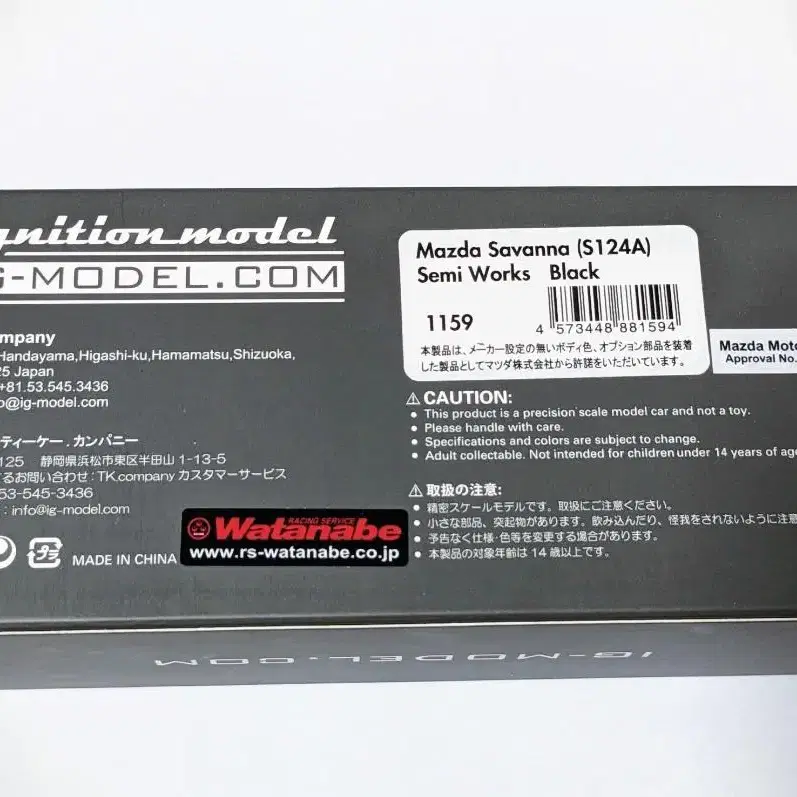 gnition model
G-MODEL.COM
ompany
Handayama,Higashi-ku,Hamamatsu,Shizuoka,
25 Japan
+81.53.545.3436
o@ig-model.com
ティーケー.カンパニー
125 静岡県浜松市東区半田山1-13-5
するお問い合わせ:TK.company カスタマーサービス
53-545-3436
: info@ig-model.com
プラ
MADE IN CHINA
RACING SERVICE
Watanabe
www.rs-watanabe.co.jp
Mazda Savanna (S124A)
Semi Works Black
1159
4 573448 881594
本製品は、メーカー設定の無いボディ色、オプション部品を装着
した製品としてマツダ株式会社から許諾をいただいています。
Mazda Moto
Approval No.
⚠ CAUTION:
• This product is a precision scale model car and not a toy.
• Please handle with care.
• Specifications and colors are subject to change.
• Adult collectable. Not intended for children under 14 years of age
⚠ 取扱の注意:
• 精密スケールモデルです。取扱にご注意ください。
• 小さな部品、突起物があります。飲み込んだり、怪我をされないように注意
• 予告なく仕様・色等を変更する場合があります。
• 本製品の対象年齢は14歳以上です。
IG-MODEL.COM